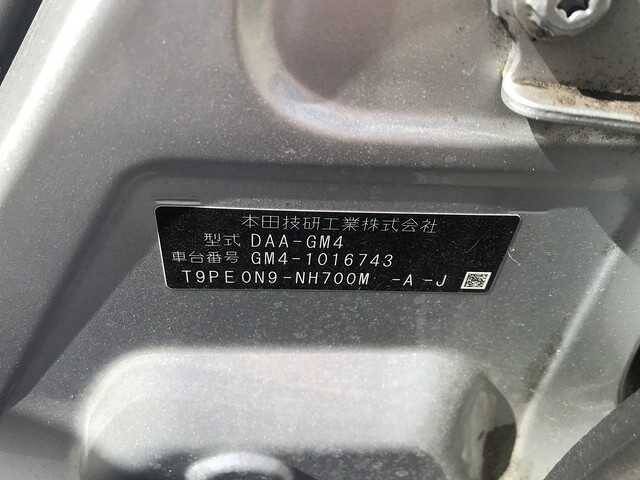 本田技研工業株式会社
型式 DAA-GM4
車台番号 GM4-1016743
T9PE0N9-NH700M -A-J